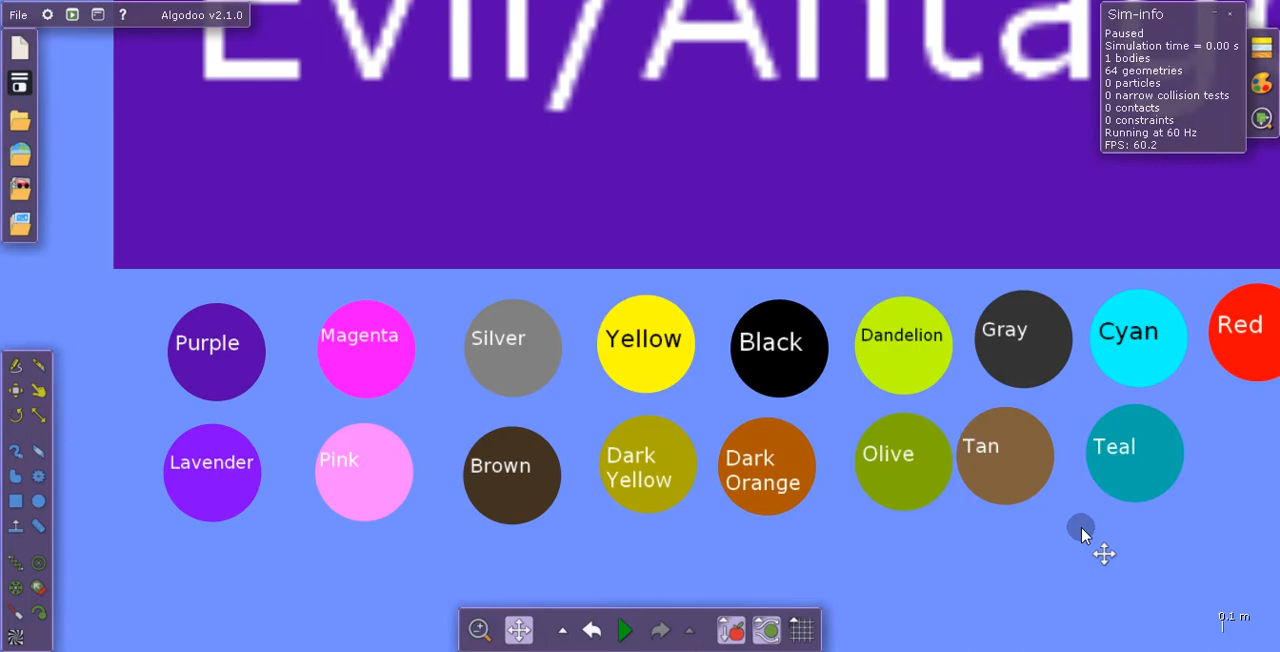 File ? Algodoo v2.1.0
Evil/Anta
Sim-info
Paused
Simulation time = 0.00 s
1 bodies
64 geometries
0 particles
0 narrow collision tests
0 contacts
0 constraints
Running at 60 Hz
FPS: 60.2
Purple
Magenta
Silver
Yellow
Black
Dandelion
Gray
Cyan
Red
Lavender
Pink
Brown
Dark
Yellow
Dark
Orange
Olive
Tan
Teal
0.1 m